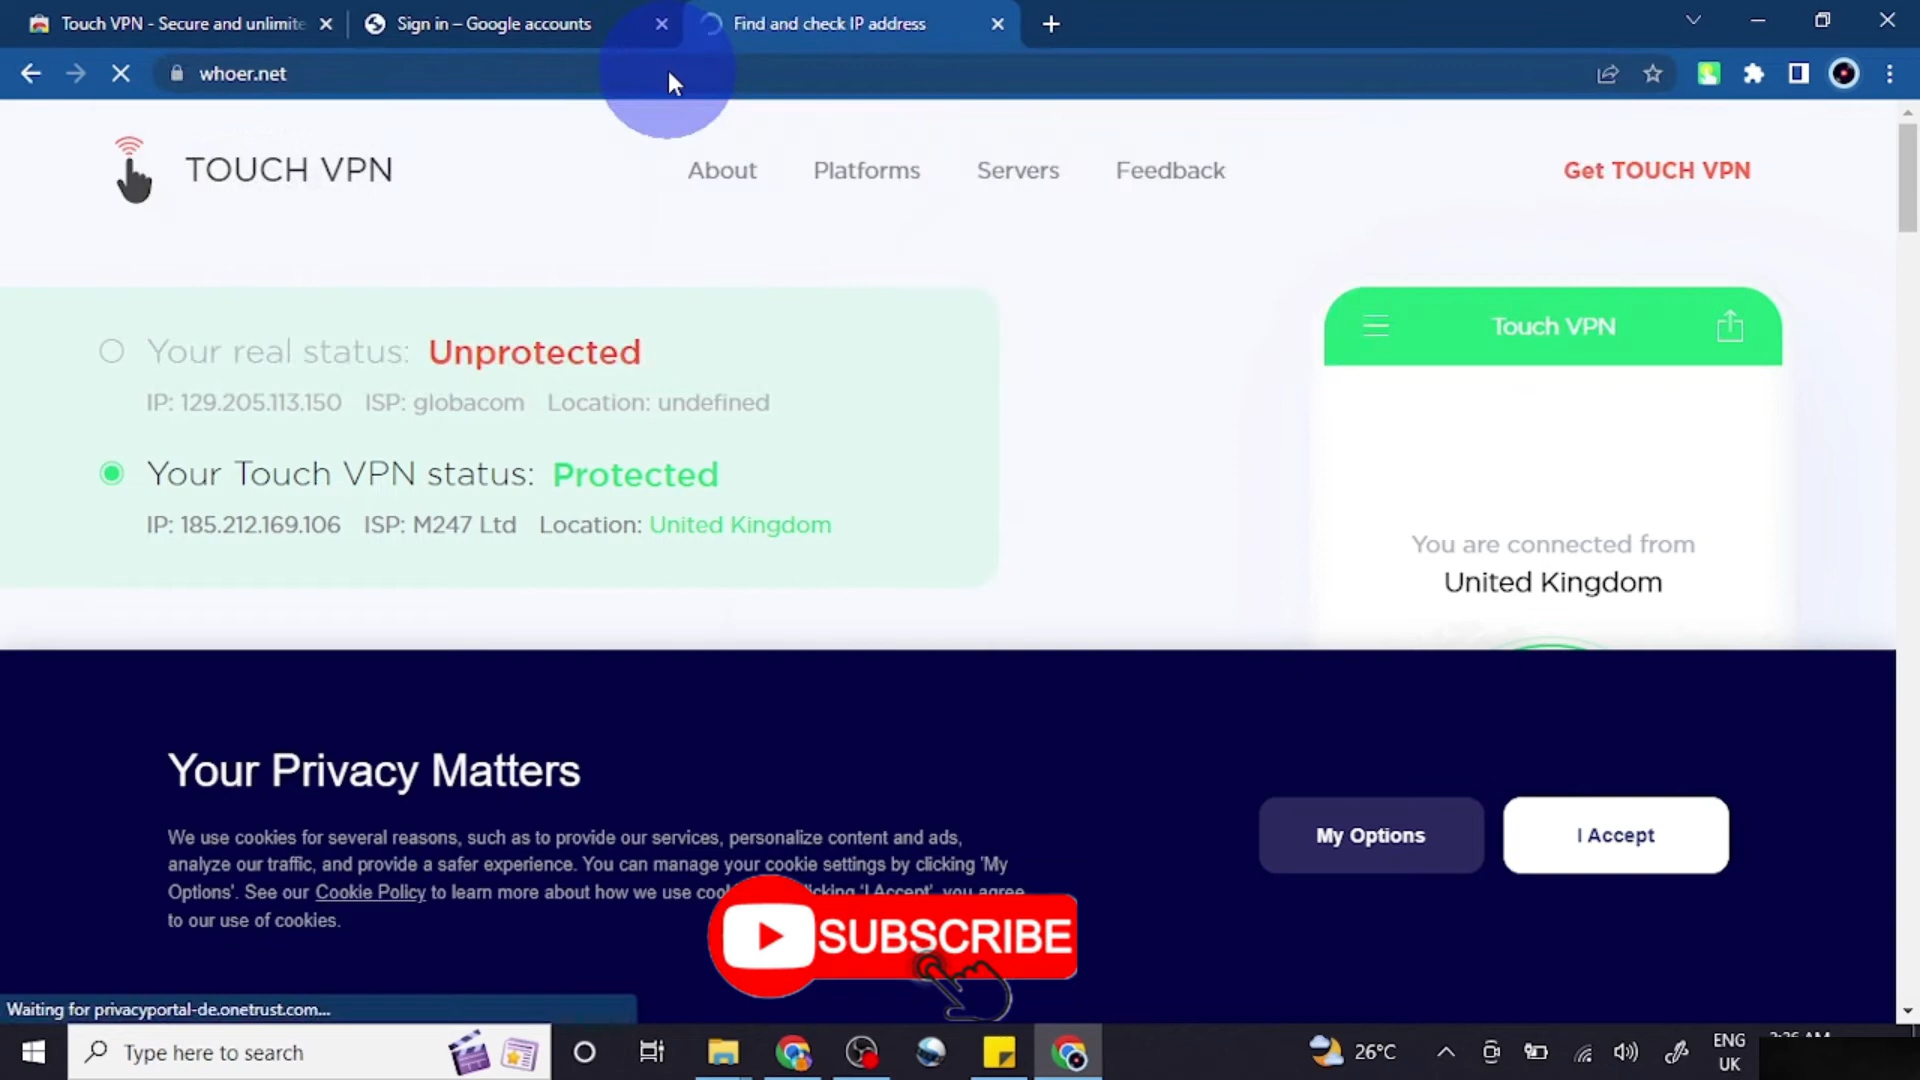 Touch VPN - Secure and unlimite
Sign in – Google accounts
Find and check IP address
whoer.net
TOUCH VPN
About
Platforms
Servers
Feedback
Get TOUCH VPN
Your real status: Unprotected
IP: 129.205.113.150 ISP: globacom Location: undefined
Your Touch VPN status: Protected
IP: 185.212.169.106 ISP: M247 Ltd Location: United Kingdom
Touch VPN
You are connected from
United Kingdom
Your Privacy Matters
We use cookies for several reasons, such as to provide our services, personalize content and ads,
analyze our traffic, and provide a safer experience. You can manage your cookie settings by clicking 'My
Options'. See our Cookie Policy to learn more about how we use 'I Accept', you agree
to our use of cookies.
My Options
I Accept
SUBSCRIBE
Waiting for privacyportal-de.onetrust.com...
Type here to search
26°C
ENG
UK